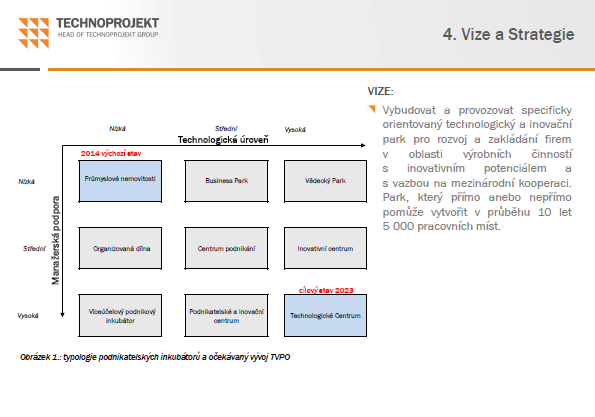 TECHNOPROJEKT
HEAD OF TECHNOPROJEKT GROUP
4. Vize a Strategie
VIZE:
Vybudovat a provozovat specificky
orientovaný technologický a inovační
park pro rozvoj a zakládání firem
v oblasti výrobních činností
s inovativním potenciálem a
s vazbou na mezinárodní kooperaci.
Park, který přímo anebo nepřímo
pomůže vytvořit v průběhu 10 let
5 000 pracovních míst.
Nízká
Střední
Vysoká
Technologická úroveň
2014 výchozí stav
Nízká
Průmyslové nemovitosti
Business Park
Vědecký Park
Manažerská podpora
Střední
Organizovaná dílna
Centrum podnikání
Inovativní centrum
cílový stav 2023
Vysoká
Víceúčelový podnikový
inkubátor
Podnikatelské a inovační
centrum
Technologické Centrum
Obrázek 1.: typologie podnikatelských inkubátorů a očekávaný vývoj TVPO